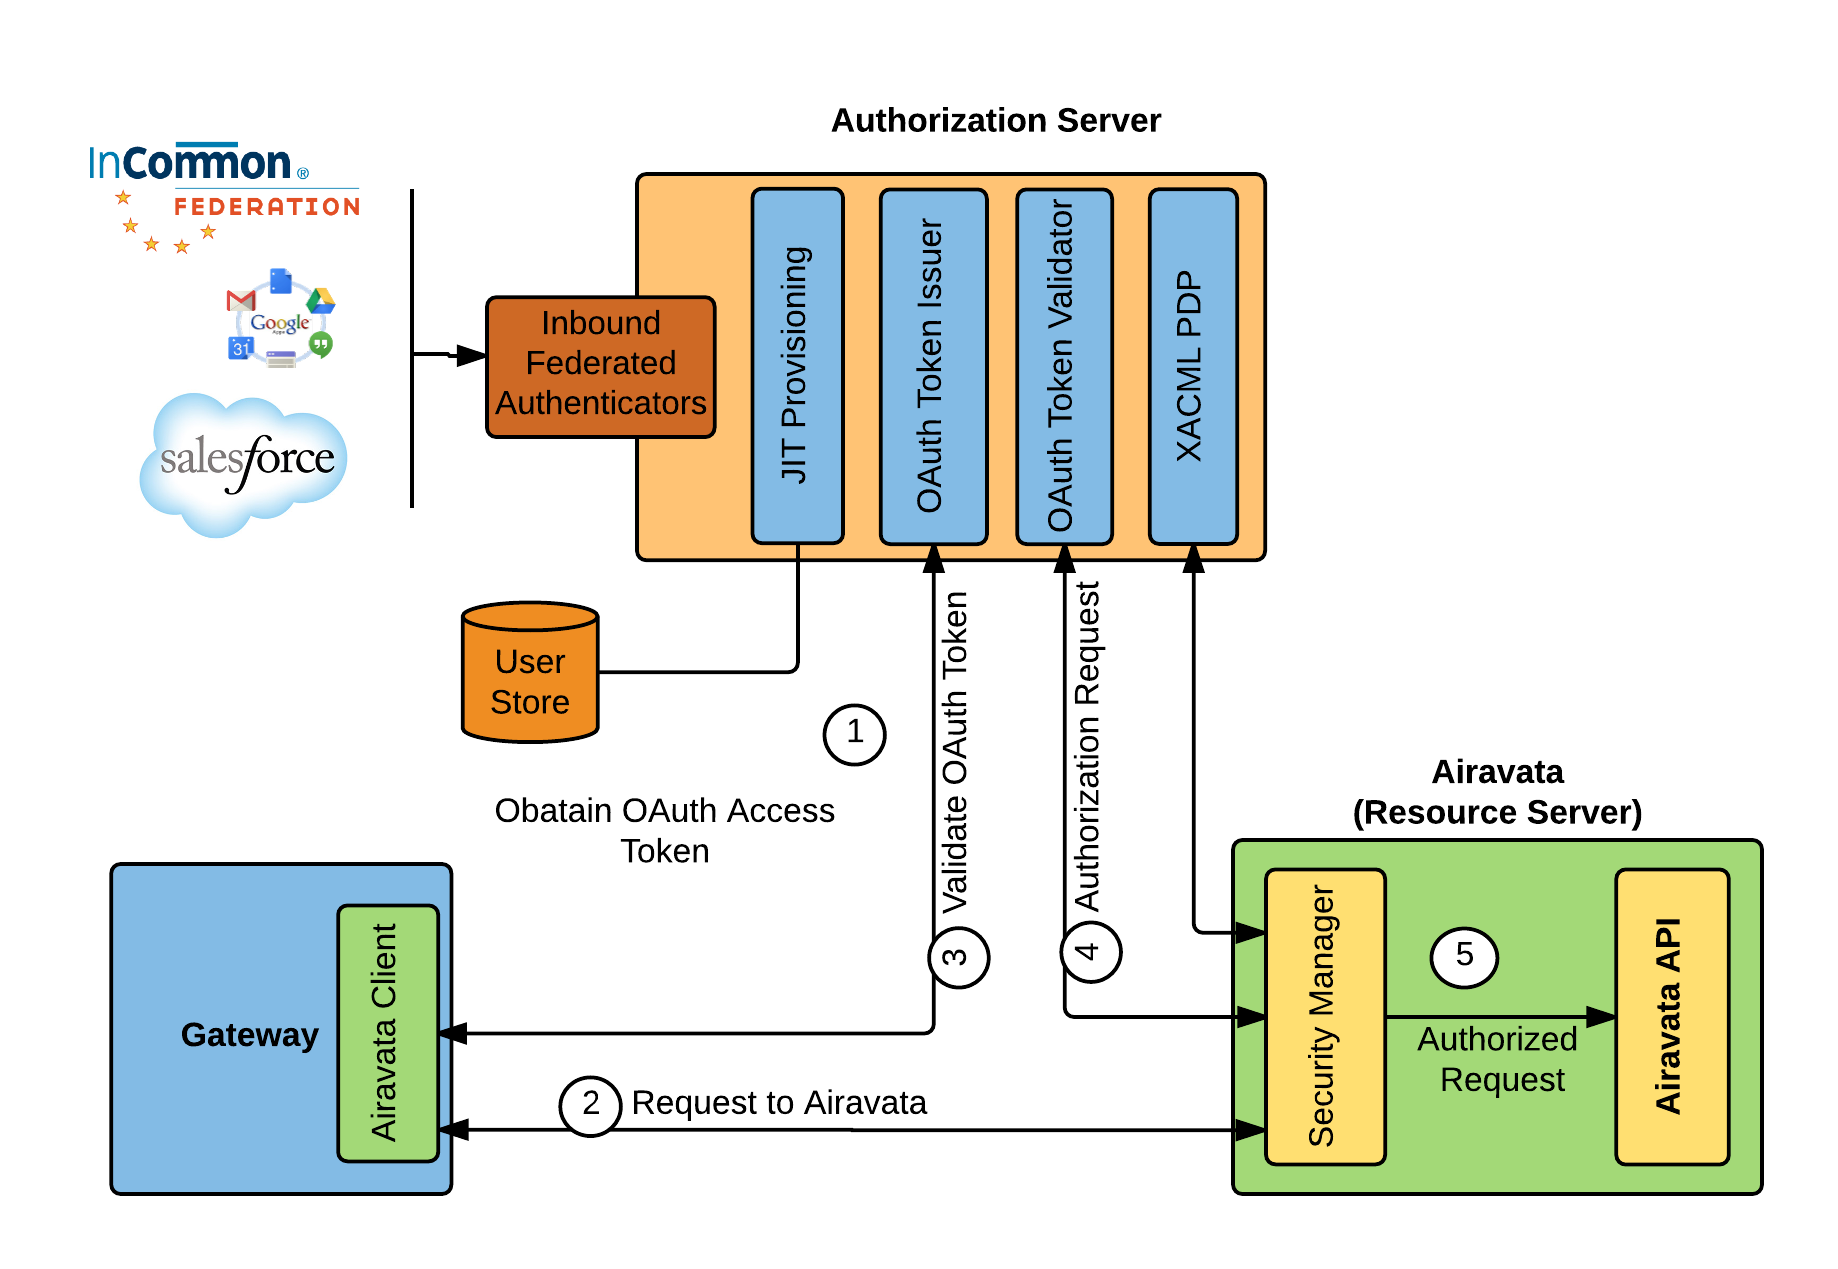 Authorization Server
InCommon®
FEDERATION
Google
Apps
31
salesforce
Inbound
Federated
Authenticators
JIT Provisioning
OAuth Token Issuer
OAuth Token Validator
XACML PDP
User
Store
1
Obatain OAuth Access
Token
Validate OAuth Token
3
Authorization Request
4
Airavata
(Resource Server)
Gateway
Airavata Client
2
Request to Airavata
Security Manager
5
Authorized
Request
Airavata API